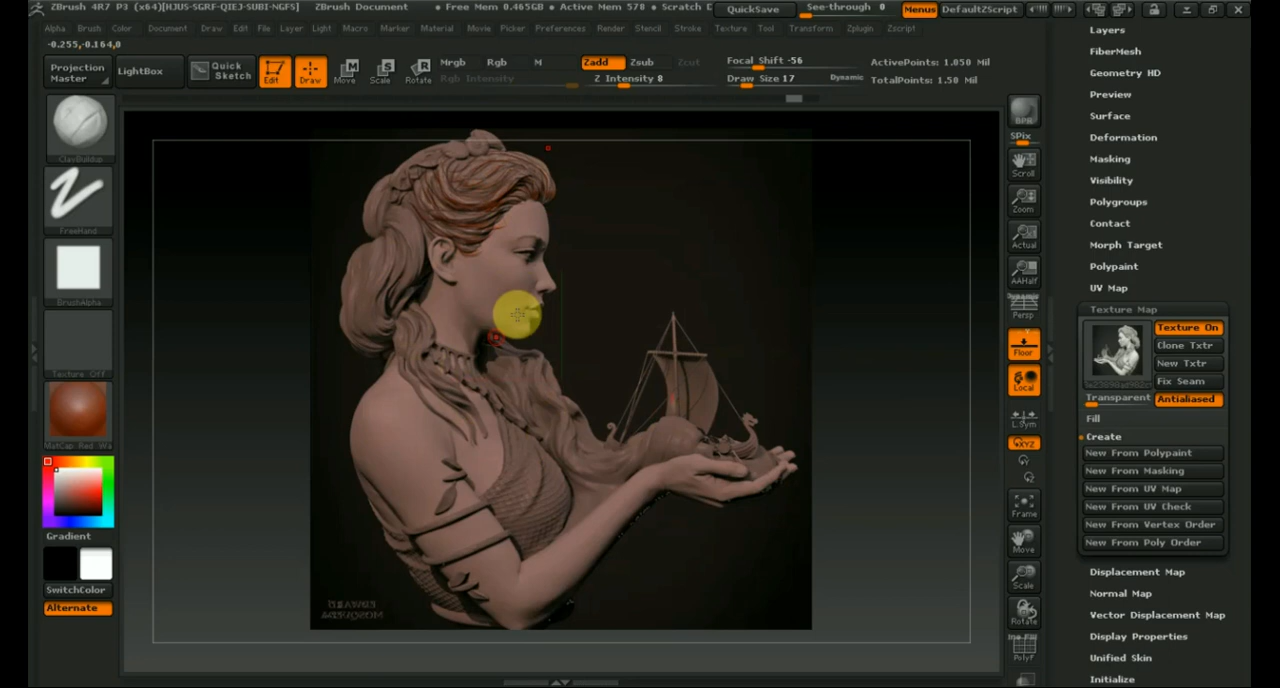 ZBrush 4R7 P3 (x64)[HJUS-SGRF-QIEJ-SUBI-NGFS] ZBrush Document • Free Mem 0.465GB • Active Mem 570 • Scratch D QuickSave See-through 0 Menus DefaultZScript
Alpha Brush Color Document Draw Edit File Layer Light Macro Marker Material Movie Picker Preferences Render Stencil Stroke Texture Tool Transform Zplugin Zscript
-0.255,-0.164,0
Projection Master
LightBox
Quick Sketch
Edit
Draw
Move
Scale
Rotate
Mrgb Rgb M
Rgb Intensity
Zadd Zsub Zcut
Z Intensity 8
Focal Shift -56
Draw Size 17 Dynamic
ActivePoints: 1.050 Mil
TotalPoints: 1.50 Mil
ClayBuildup
FreeHand
BrushAlpha
Texture Off
MatCap Red Wa
Gradient
SwitchColor
Alternate
BPR
SPix
Scroll
Zoom
Actual
AAHalf
Dynamic
Persp
Floor
Local
L.Sym
XYZ
Frame
Move
Scale
Rotate
PolyF
Layers
FiberMesh
Geometry HD
Preview
Surface
Deformation
Masking
Visibility
Polygroups
Contact
Morph Target
Polypaint
UV Map
Texture Map
Texture On
Clone Txtr
New Txtr
Fix Seam
Transparent Antialiased
Fill
Create
New From Polypaint
New From Masking
New From UV Map
New From UV Check
New From Vertex Order
New From Poly Order
Displacement Map
Normal Map
Vector Displacement Map
Display Properties
Unified Skin
Initialize